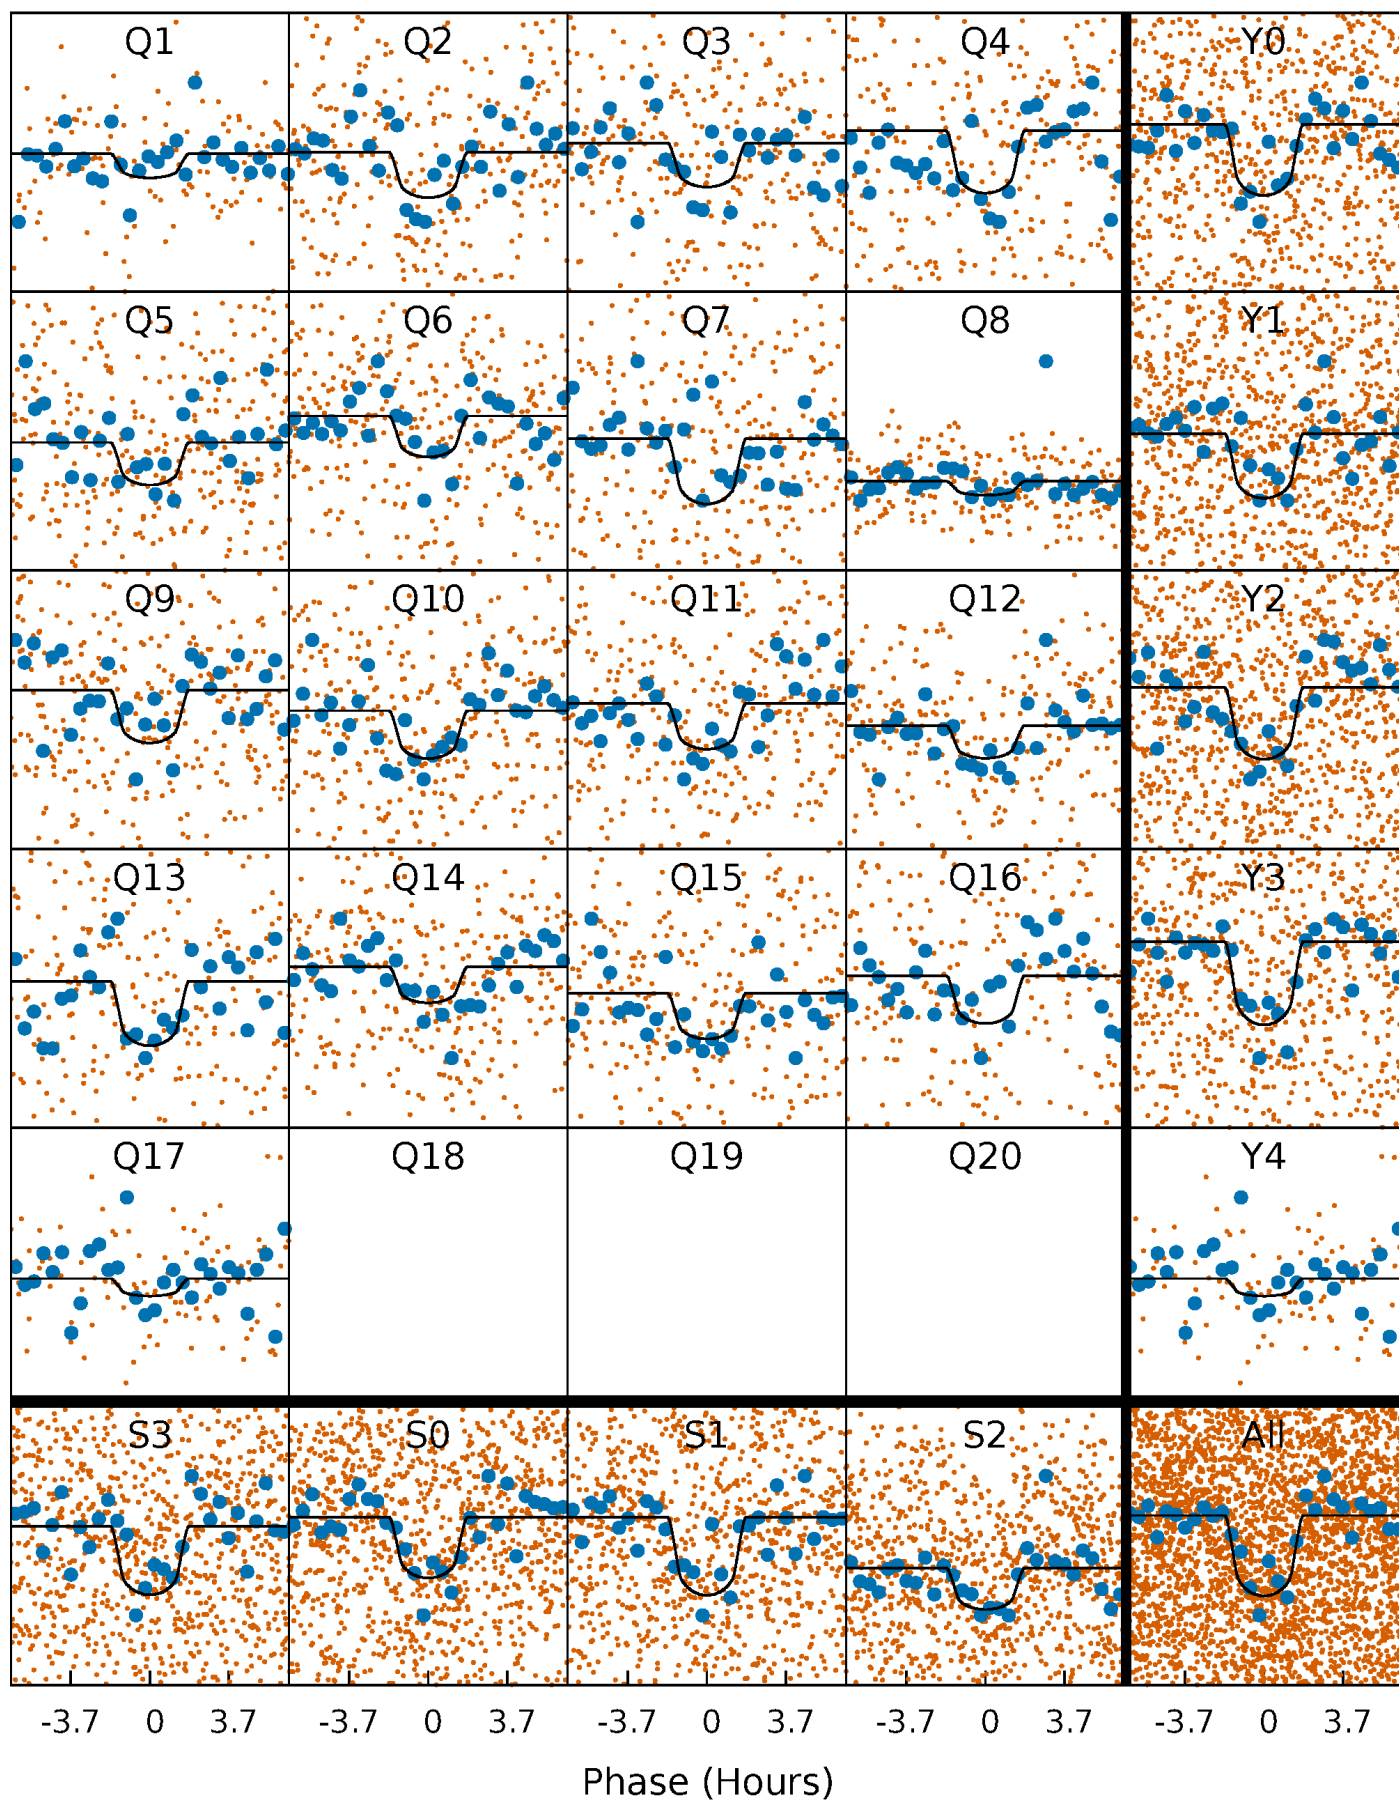 Q1 Q2 Q3 Q4 Y0
Q5 Q6 Q7 Q8 Y1
Q9 Q10 Q11 Q12 Y2
Q13 Q14 Q15 Q16 Y3
Q17 Q18 Q19 Q20 Y4
S3 S0 S1 S2 All
-3.7 0 3.7 -3.7 0 3.7 -3.7 0 3.7 -3.7 0 3.7 -3.7 0 3.7
Phase (Hours)